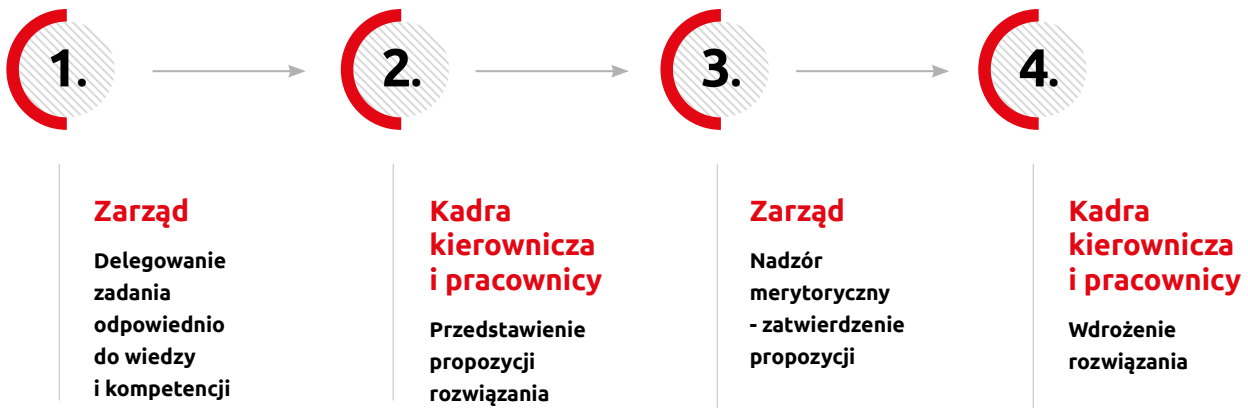 1.
2.
3.
4.
Zarząd
Delegowanie
zadania
odpowiednio
do wiedzy
i kompetencji
Kadra
kierownicza
i pracownicy
Przedstawienie
propozycji
rozwiązania
Zarząd
Nadzór
merytoryczny
- zatwierdzenie
propozycji
Kadra
kierownicza
i pracownicy
Wdrożenie
rozwiązania